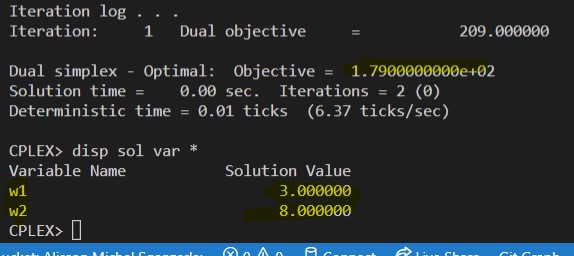 Iteration log . . .
Iteration:     1   Dual objective     =           209.000000
Dual simplex - Optimal:  Objective =  1.7900000000e+02
Solution time =    0.00 sec.  Iterations = 2 (0)
Deterministic time = 0.01 ticks  (6.37 ticks/sec)
CPLEX> disp sol var *
Variable Name           Solution Value
w1                            3.000000
w2                            8.000000
CPLEX>
Michel 0 0 Connect Live Share Git Graph